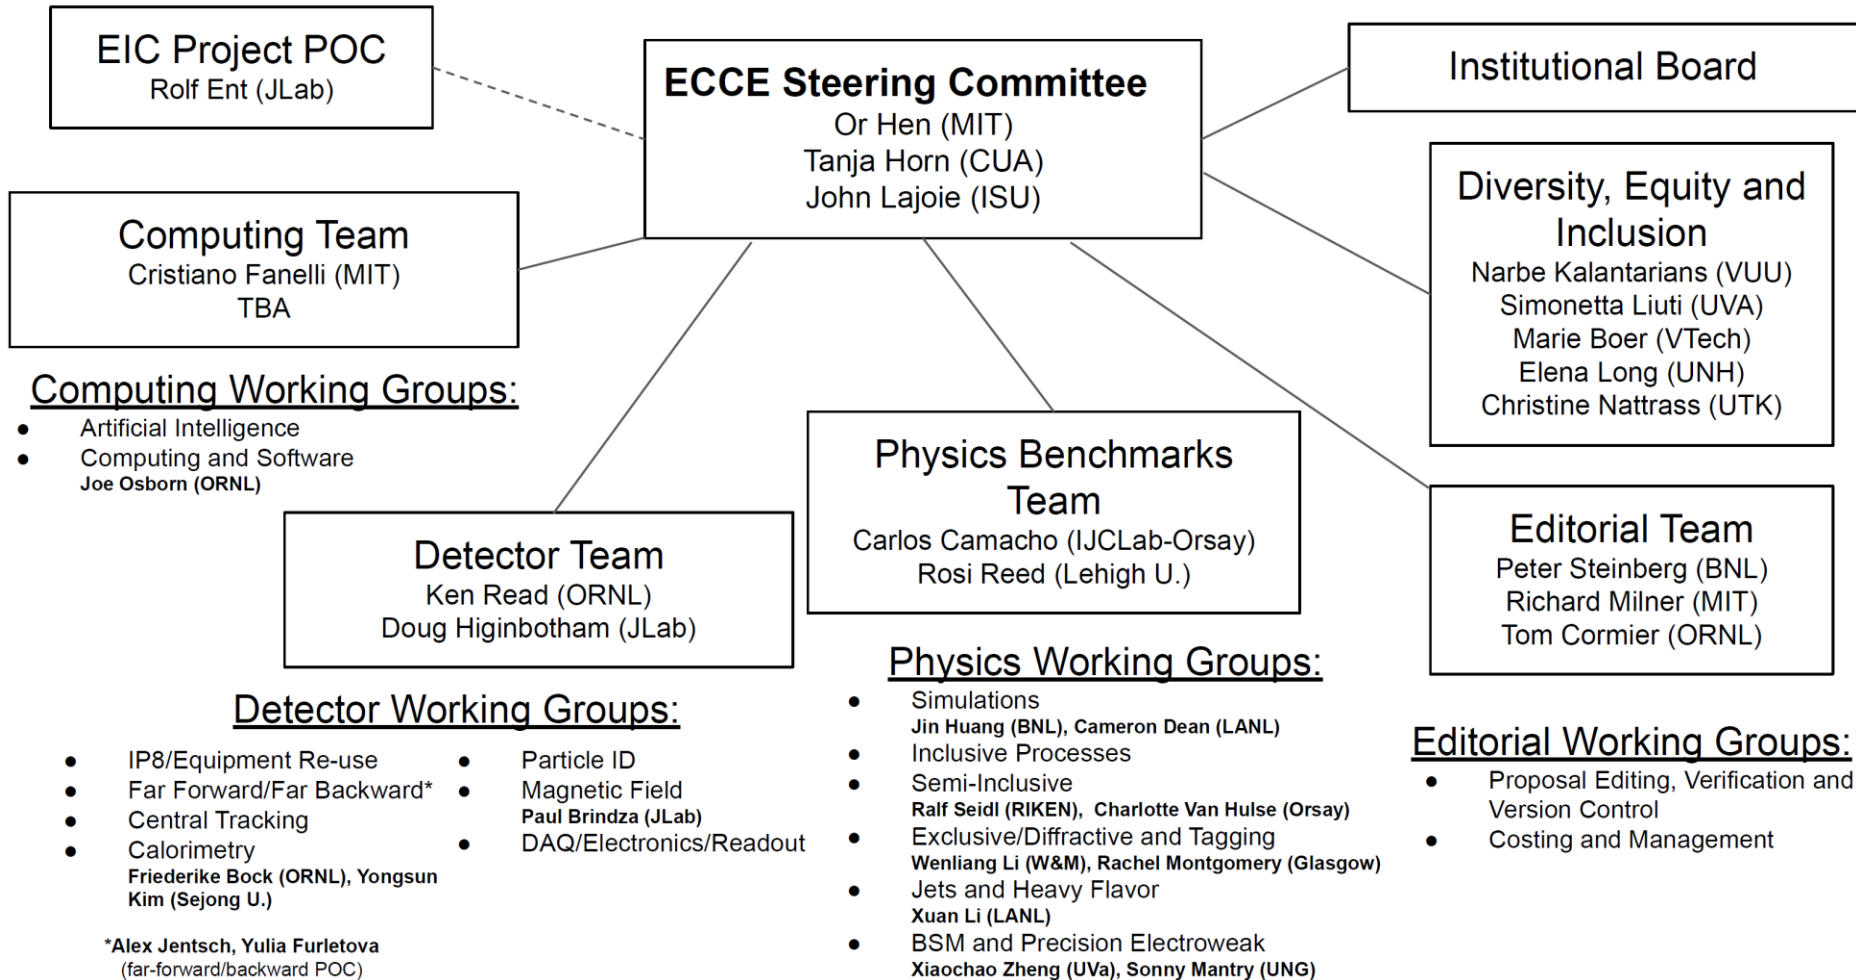 EIC Project POC
Rolf Ent (JLab)
ECCE Steering Committee
Or Hen (MIT)
Tanja Horn (CUA)
John Lajoie (ISU)
Institutional Board
Computing Team
Cristiano Fanelli (MIT)
TBA
Diversity, Equity and
Inclusion
Narbe Kalantarians (VUU)
Simonetta Liuti (UVA)
Marie Boer (VTech)
Elena Long (UNH)
Christine Nattrass (UTK)
Computing Working Groups:
● Artificial Intelligence
● Computing and Software
Joe Osborn (ORNL)
Detector Team
Ken Read (ORNL)
Doug Higinbotham (JLab)
Physics Benchmarks
Team
Carlos Camacho (IJCLab-Orsay)
Rosi Reed (Lehigh U.)
Editorial Team
Peter Steinberg (BNL)
Richard Milner (MIT)
Tom Cormier (ORNL)
Detector Working Groups:
● IP8/Equipment Re-use
● Far Forward/Far Backward*
● Central Tracking
● Calorimetry
Friederike Bock (ORNL), Yongsun
Kim (Sejong U.)
*Alex Jentsch, Yulia Furletova
(far-forward/backward POC)
● Particle ID
● Magnetic Field
Paul Brindza (JLab)
● DAQ/Electronics/Readout
Physics Working Groups:
● Simulations
Jin Huang (BNL), Cameron Dean (LANL)
● Inclusive Processes
● Semi-Inclusive
Ralf Seidl (RIKEN), Charlotte Van Hulse (Orsay)
● Exclusive/Diffractive and Tagging
Wenliang Li (W&M), Rachel Montgomery (Glasgow)
● Jets and Heavy Flavor
Xuan Li (LANL)
● BSM and Precision Electroweak
Xiaochao Zheng (UVa), Sonny Mantry (UNG)
Editorial Working Groups:
● Proposal Editing, Verification and
Version Control
● Costing and Management